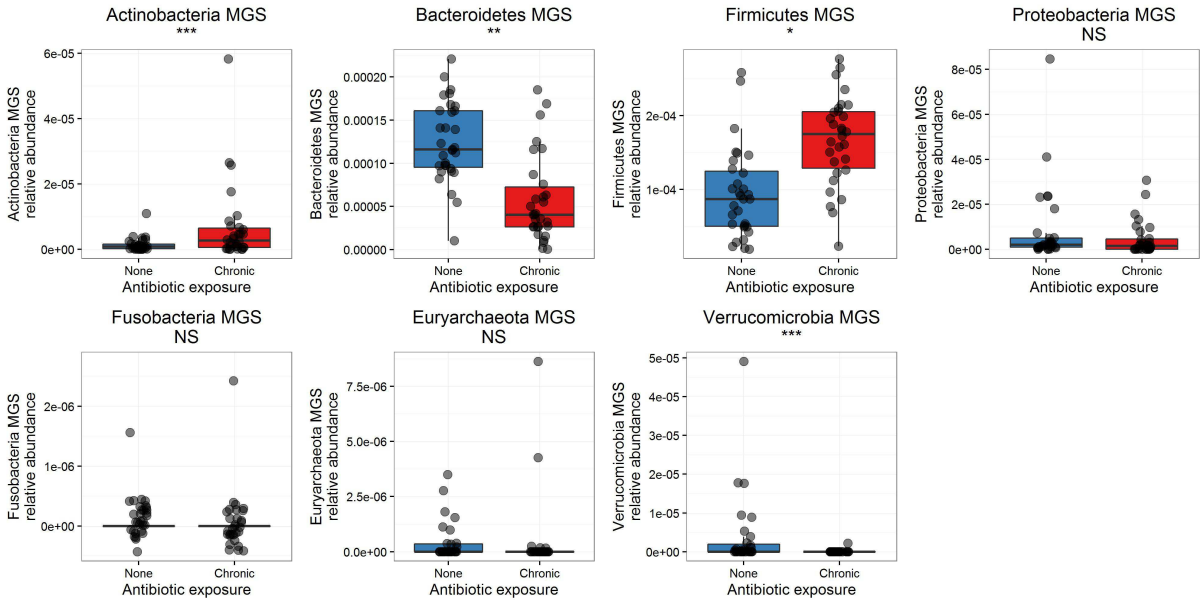 Actinobacteria MGS
***
Actinobacteria MGS
relative abundance
6e-05
4e-05
2e-05
0e+00
None
Chronic
Antibiotic exposure
Bacteroidetes MGS
**
Bacteroidetes MGS
relative abundance
0.00020
0.00015
0.00010
0.00005
0.00000
None
Chronic
Antibiotic exposure
Firmicutes MGS
*
Firmicutes MGS
relative abundance
2e-04
1e-04
None
Chronic
Antibiotic exposure
Proteobacteria MGS
NS
Proteobacteria MGS
relative abundance
8e-05
6e-05
4e-05
2e-05
0e+00
None
Chronic
Antibiotic exposure
Fusobacteria MGS
NS
Fusobacteria MGS
relative abundance
2e-06
1e-06
0e+00
None
Chronic
Antibiotic exposure
Euryarchaeota MGS
NS
Euryarchaeota MGS
relative abundance
7.5e-06
5.0e-06
2.5e-06
0.0e+00
None
Chronic
Antibiotic exposure
Verrucomicrobia MGS
***
Verrucomicrobia MGS
relative abundance
5e-05
4e-05
3e-05
2e-05
1e-05
0e+00
None
Chronic
Antibiotic exposure